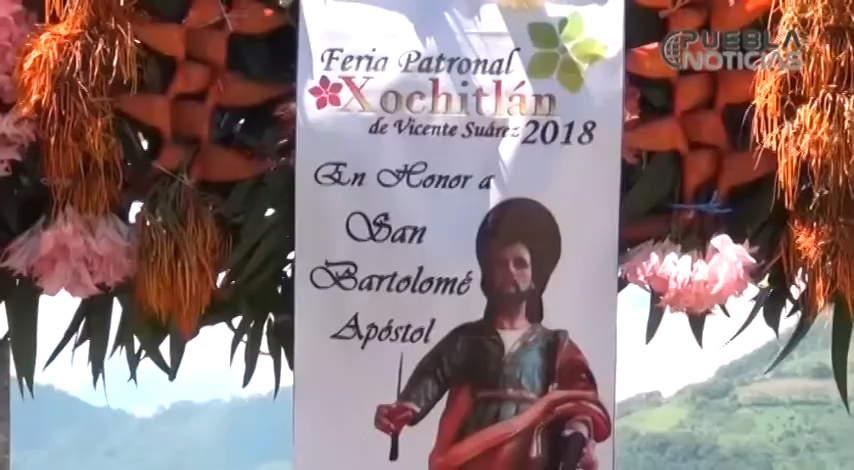 Feria Patronal
Xochitlán
de Vicente Suárez 2018
En Honor a
San
Bartolomé
Apóstol
PUEBLA
NOTICIAS